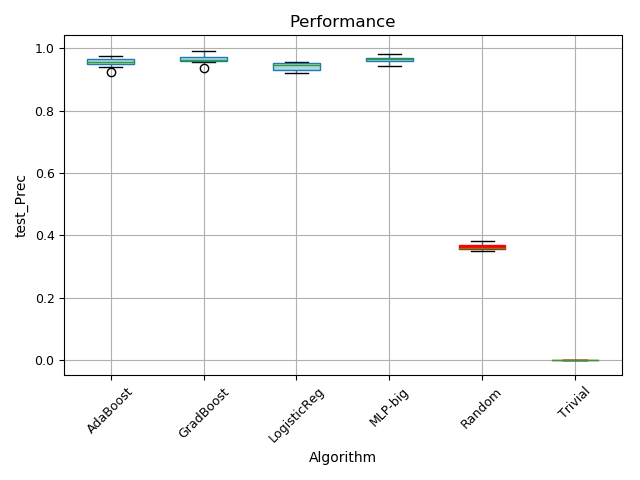 Performance
1.0
0.8
0.6
0.4
0.2
0.0
test_Prec
AdaBoost
GradBoost
LogisticReg
MLP-big
Random
Trivial
Algorithm